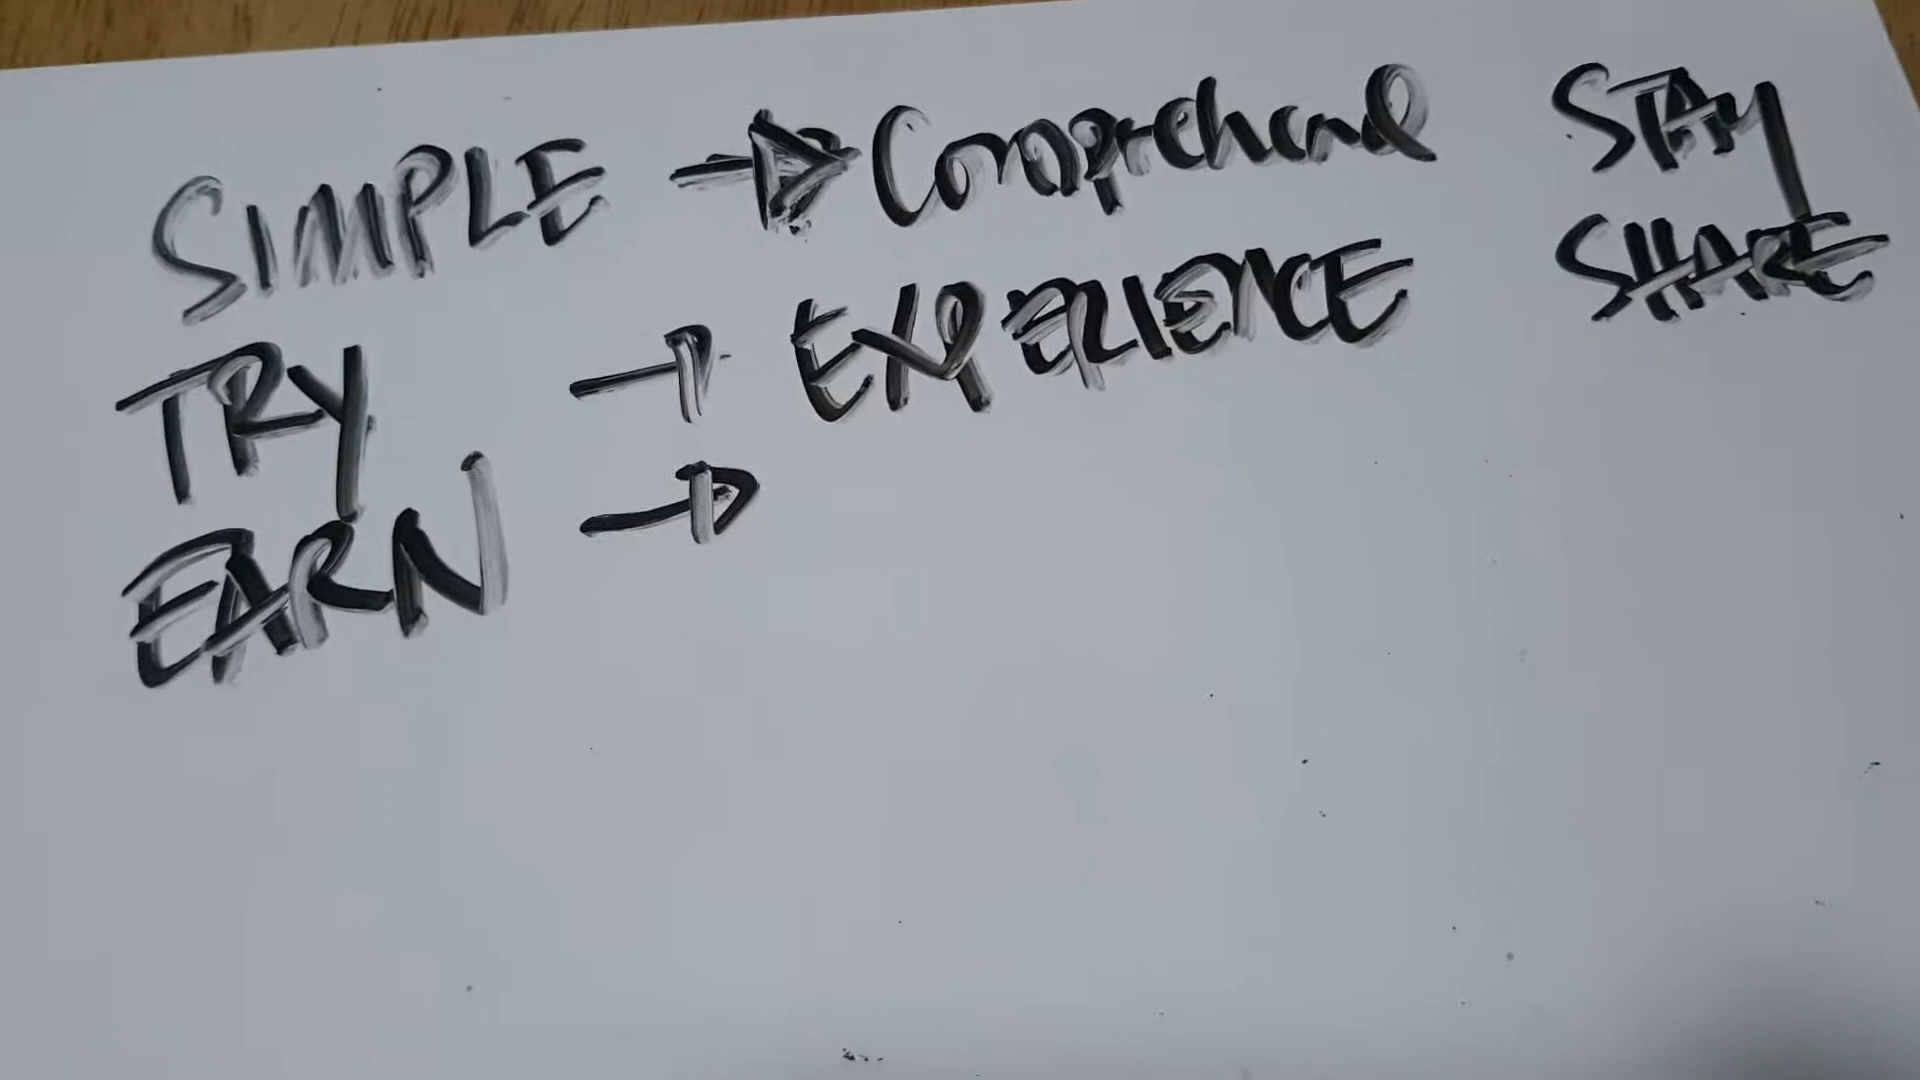 SIMPLE → Comprehend STAY
TRY → EXPERIENCE SHARE
EARN →